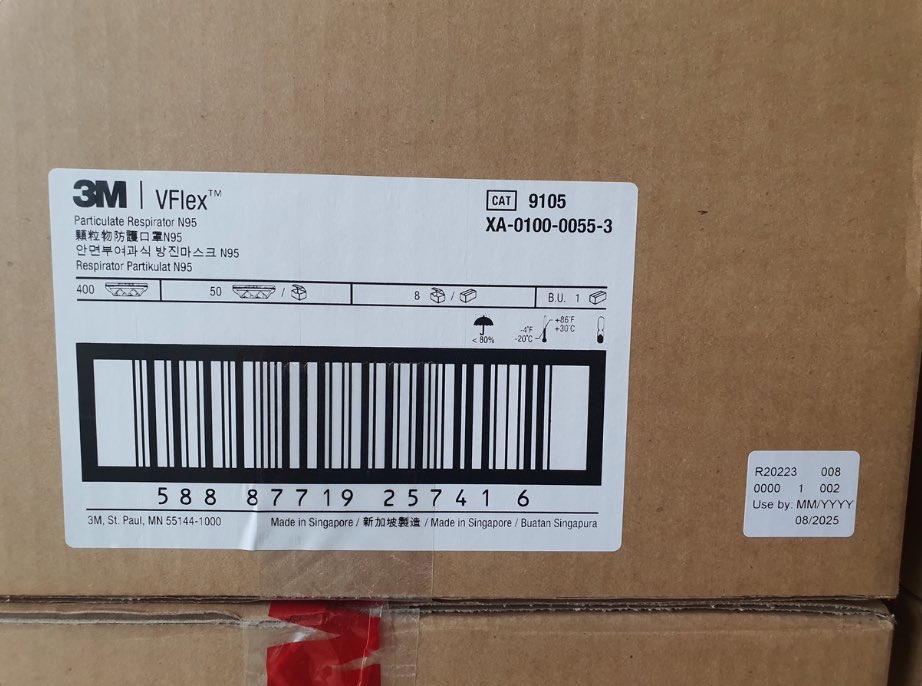 3M | VFlex™
CAT 9105
XA-0100-0055-3
Particulate Respirator N95
顆粒物防護口罩N95
안면부여과식 방진마스크 N95
Respirator Partikulat N95
400 50 / 8 / B.U. 1
< 80% -4°F -20°C +86°F +30°C
588 87719 257416
3M, St. Paul, MN 55144-1000 Made in Singapore / 新加坡製造 / Made in Singapore / Buatan Singapura
R20223 008
0000 1 002
Use by: MM/YYYY
08/2025